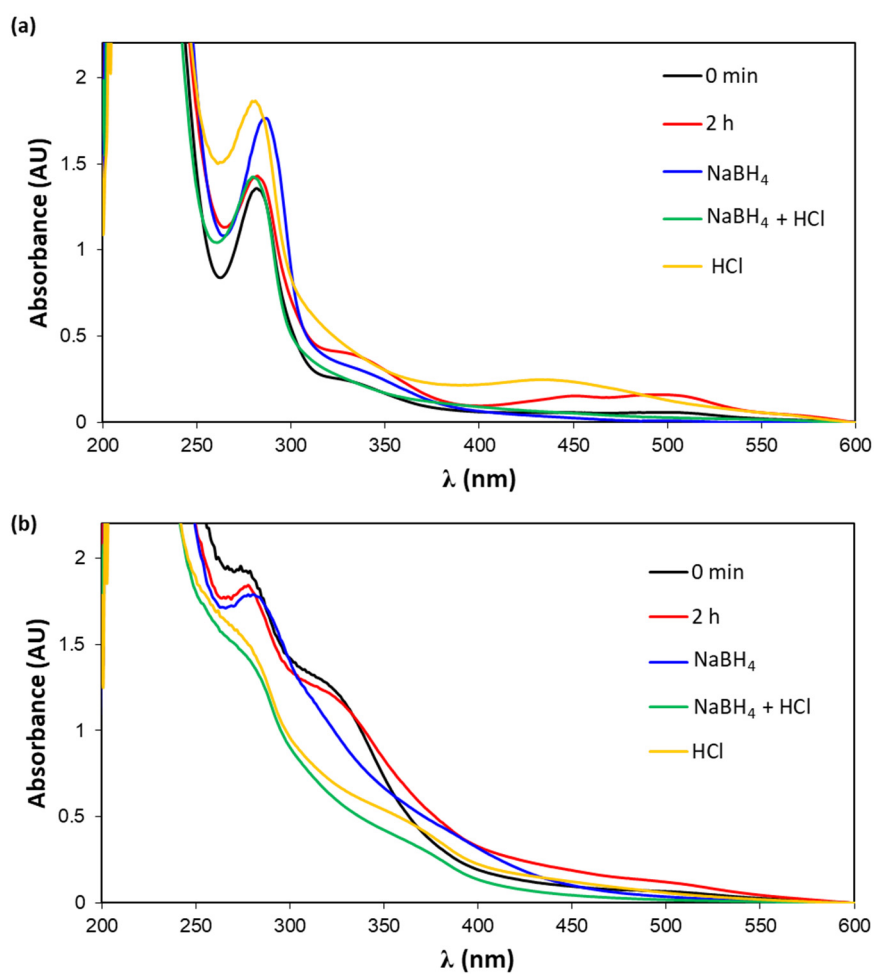 (a)
Absorbance (AU)
2
1.5
1
0.5
0
200 250 300 350 400 450 500 550 600
λ (nm)
0 min
2 h
NaBH₄
NaBH₄ + HCl
HCl
(b)
Absorbance (AU)
2
1.5
1
0.5
0
200 250 300 350 400 450 500 550 600
λ (nm)
0 min
2 h
NaBH₄
NaBH₄ + HCl
HCl